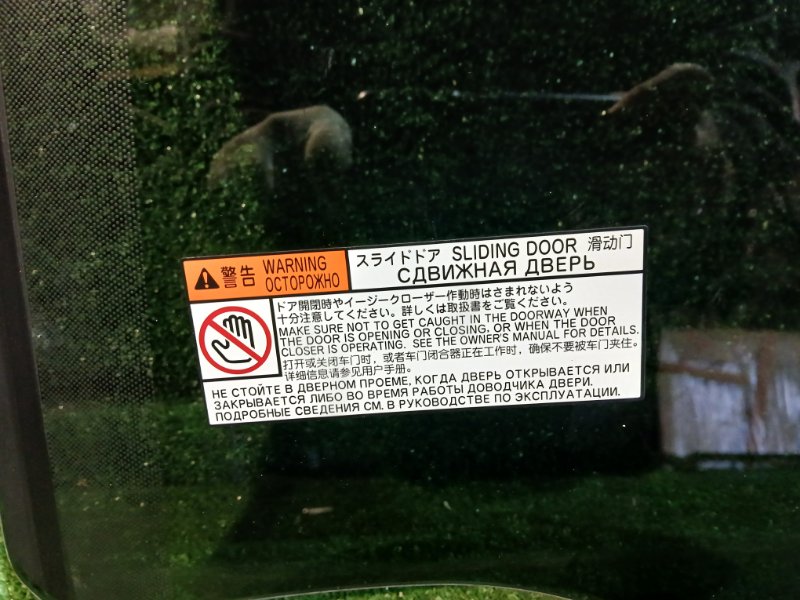 警告 WARNING
ОСТОРОЖНО
スライドドア SLIDING DOOR 滑动门
СДВИЖНАЯ ДВЕРЬ
ドア開閉時やイージークローザー作動時はさまれないよう
十分注意してください。詳しくは取扱書をご覧ください。
MAKE SURE NOT TO GET CAUGHT IN THE DOORWAY WHEN
THE DOOR IS OPENING OR CLOSING, OR WHEN THE DOOR
CLOSER IS OPERATING. SEE THE OWNER'S MANUAL FOR DETAILS.
打开或关闭车门时，或者车门闭合器正在工作时，确保不要被车门夹住。
详细信息请参见用户手册。
НЕ СТОЙТЕ В ДВЕРНОМ ПРОЕМЕ, КОГДА ДВЕРЬ ОТКРЫВАЕТСЯ ИЛИ
ЗАКРЫВАЕТСЯ ЛИБО ВО ВРЕМЯ РАБОТЫ ДОВОДЧИКА ДВЕРИ.
ПОДРОБНЫЕ СВЕДЕНИЯ СМ. В РУКОВОДСТВЕ ПО ЭКСПЛУАТАЦИИ.